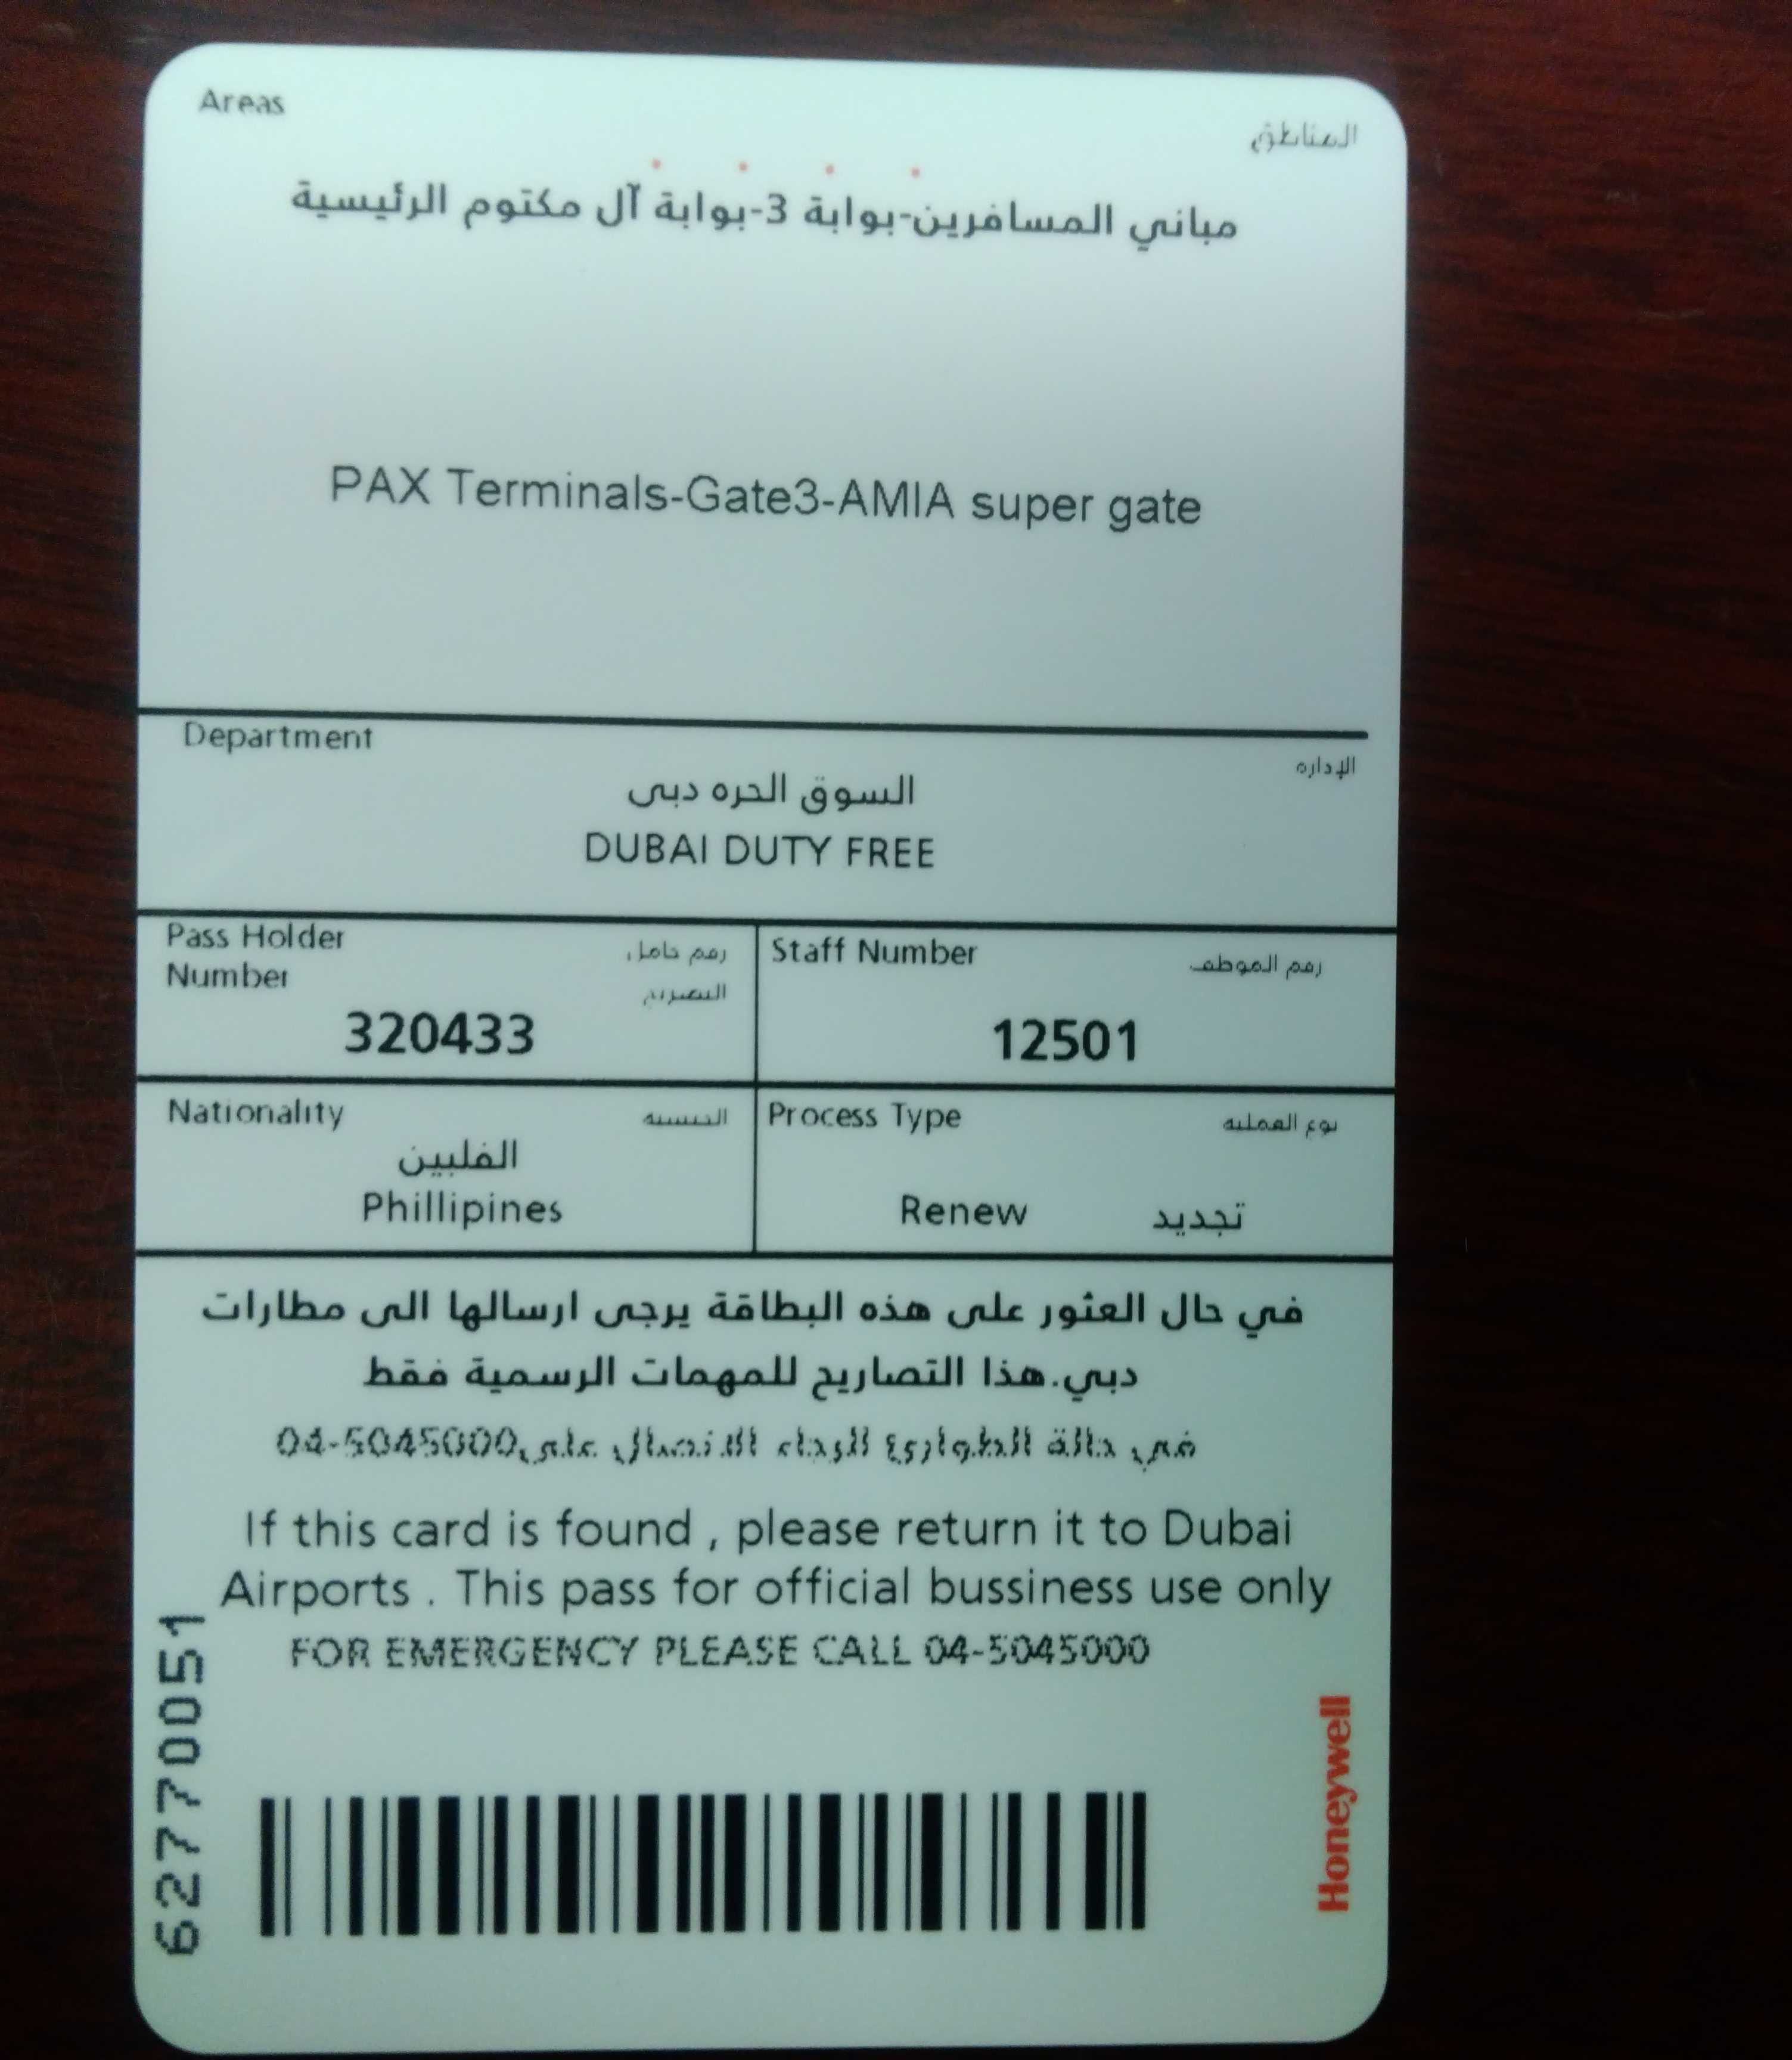 Areas
المناطق
مباني المسافرين-بوابة 3-بوابة آل مكتوم الرئيسية
PAX Terminals-Gate3-AMIA super gate
Department
الإداره
السوق الحره دبى
DUBAI DUTY FREE
Pass Holder
Number
رقم حامل
التصريح
320433
Staff Number
رقم الموظف
12501
Nationality
الجنسية
الفلبين
Phillipines
Process Type
نوع العملية
Renew
تجديد
في حال العثور على هذه البطاقة يرجى ارسالها الى مطارات
دبي.هذا التصاريح للمهمات الرسمية فقط
في حالة الطوارئ الرجاء الاتصال على 04-5045000
If this card is found , please return it to Dubai
Airports . This pass for official bussiness use only
FOR EMERGENCY PLEASE CALL 04-5045000
62770051
Honeywell